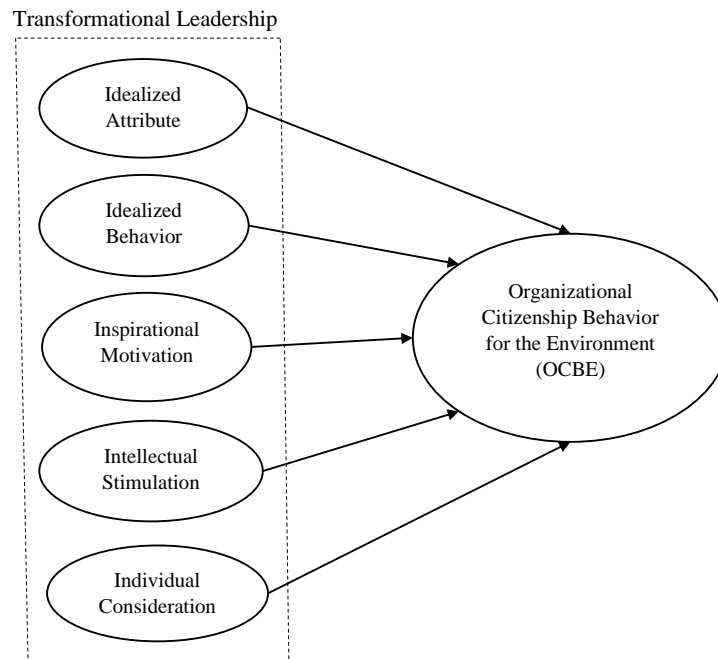 Transformational Leadership
Idealized
Attribute
Idealized
Behavior
Inspirational
Motivation
Intellectual
Stimulation
Individual
Consideration
Organizational
Citizenship Behavior
for the Environment
(OCBE)